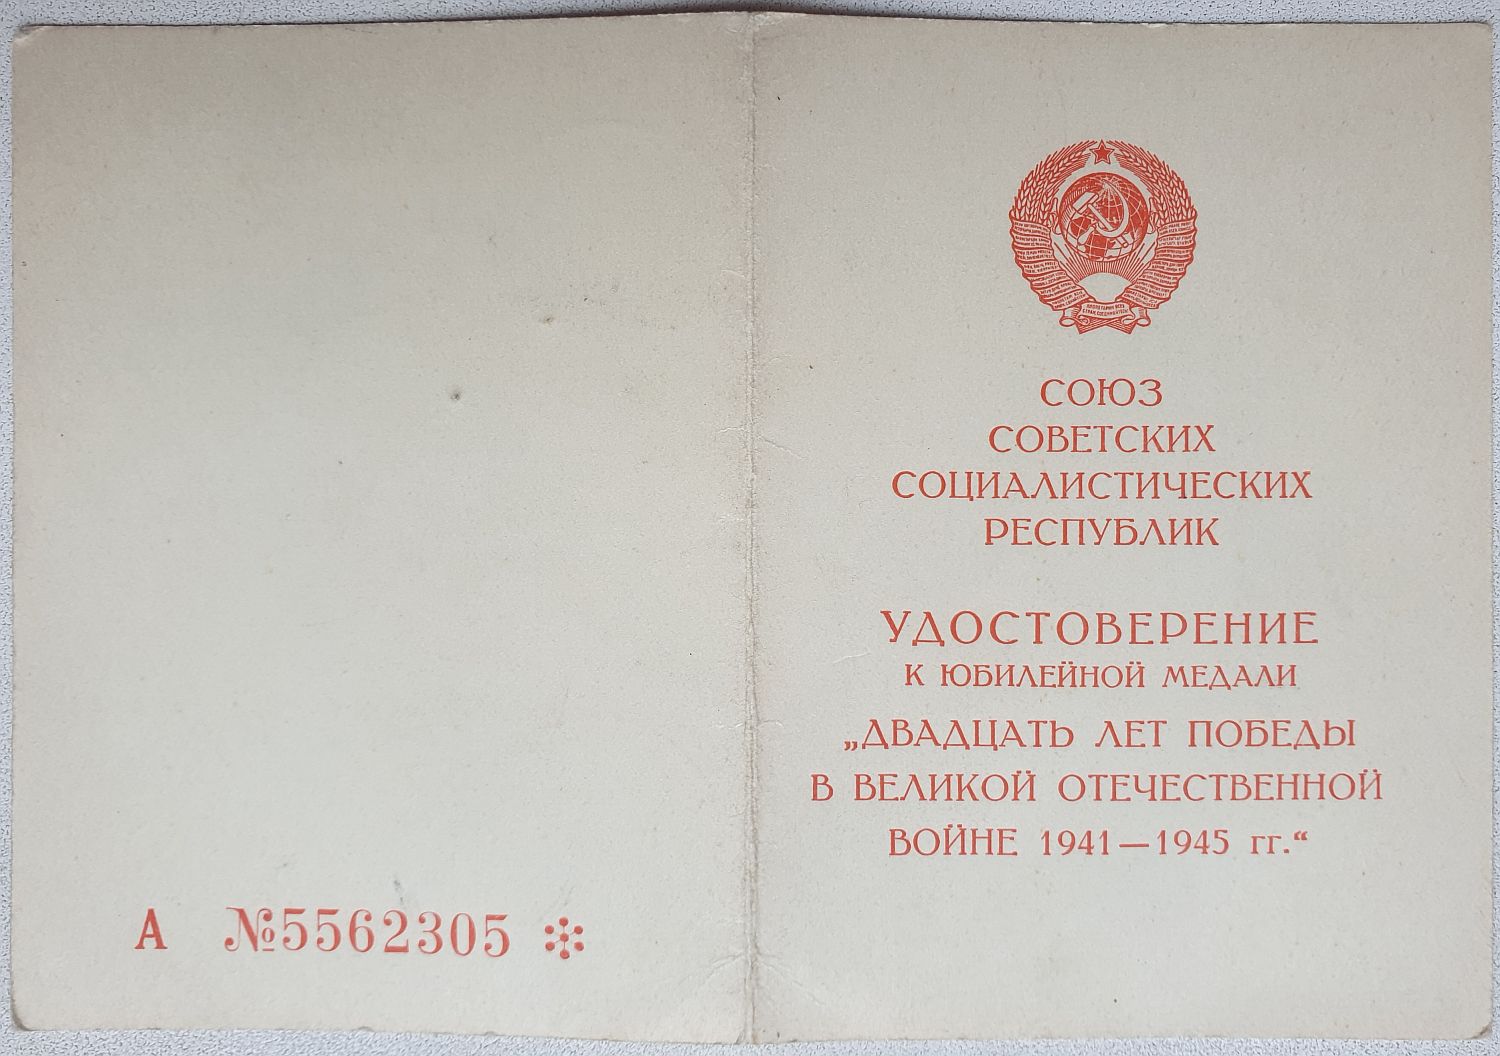 А №5562305
СОЮЗ
СОВЕТСКИХ
СОЦИАЛИСТИЧЕСКИХ
РЕСПУБЛИК
УДОСТОВЕРЕНИЕ
К ЮБИЛЕЙНОЙ МЕДАЛИ
„ДВАДЦАТЬ ЛЕТ ПОБЕДЫ
В ВЕЛИКОЙ ОТЕЧЕСТВЕННОЙ
ВОЙНЕ 1941—1945 гг.“